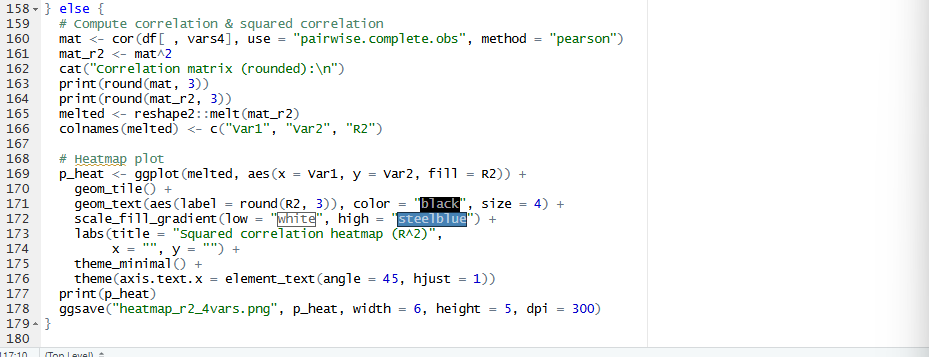 158 } else {
159 # Compute correlation & squared correlation
160 mat <- cor(df[ , vars4], use = "pairwise.complete.obs", method = "pearson")
161 mat_r2 <- mat^2
162 cat("Correlation matrix (rounded):\n")
163 print(round(mat, 3))
164 print(round(mat_r2, 3))
165 melted <- reshape2::melt(mat_r2)
166 colnames(melted) <- c("Var1", "Var2", "R2")
167
168 # Heatmap plot
169 p_heat <- ggplot(melted, aes(x = Var1, y = Var2, fill = R2)) +
170 geom_tile() +
171 geom_text(aes(label = round(R2, 3)), color = "black", size = 4) +
172 scale_fill_gradient(low = "white", high = "steelblue") +
173 labs(title = "Squared correlation heatmap (R^2)",
174 x = "", y = "") +
175 theme_minimal() +
176 theme(axis.text.x = element_text(angle = 45, hjust = 1))
177 print(p_heat)
178 ggsave("heatmap_r2_4vars.png", p_heat, width = 6, height = 5, dpi = 300)
179 }
180
117:10 (Top Level)